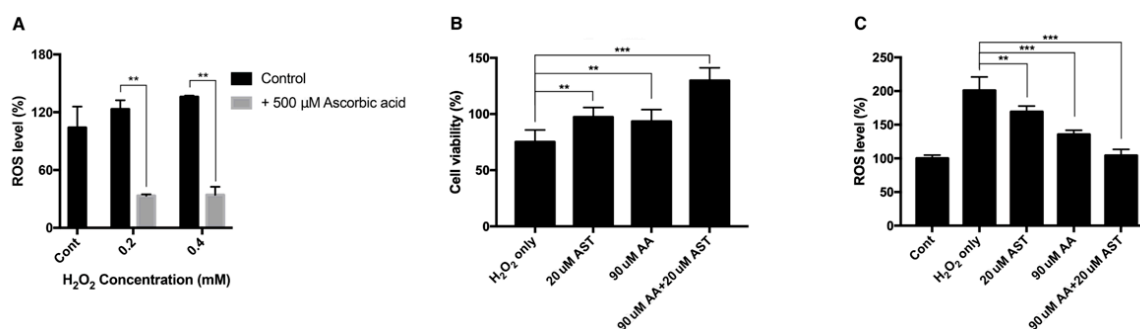 A
ROS level (%)
180
120
60
0
**
**
Control
+ 500 µM Ascorbic acid
Cont
0.2
0.4
H₂O₂ Concentration (mM)
B
Cell viability (%)
150
100
50
0
***
**
**
H₂O₂ only
20 uM AST
90 uM AA
90 uM AA+20 uM AST
C
ROS level (%)
250
200
150
100
50
0
***
***
**
Cont
H₂O₂ only
20 uM AST
90 uM AA
90 uM AA+20 uM AST